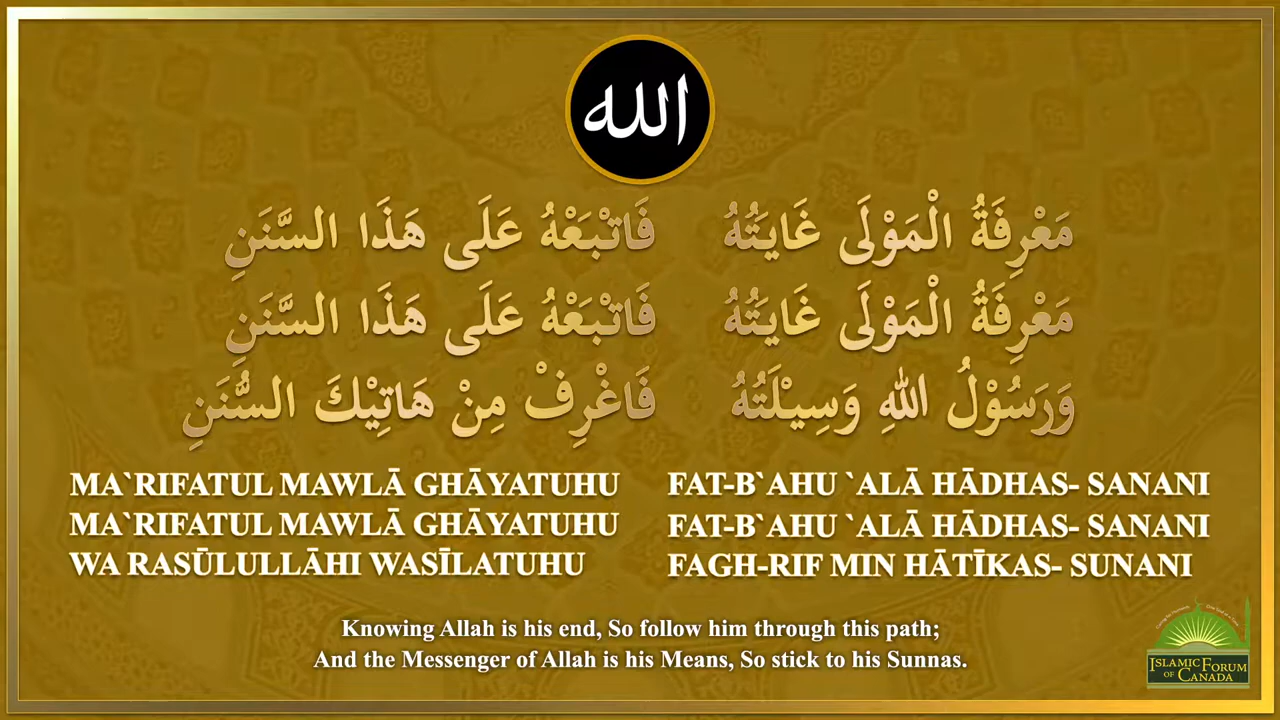 الله
مَعْرِفَةُ الْمَوْلَى غَايَتُهُ فَاتْبَعْهُ عَلَى هَذَا السَّنَنِ
مَعْرِفَةُ الْمَوْلَى غَايَتُهُ فَاتْبَعْهُ عَلَى هَذَا السَّنَنِ
وَرَسُوْلُ اللهِ وَسِيْلَتُهُ فَاغْرِفْ مِنْ هَاتِيْكَ السُّنَنِ
MA`RIFATUL MAWLĀ GHĀYATUHU FAT-B`AHU `ALĀ HĀDHAS- SANANI
MA`RIFATUL MAWLĀ GHĀYATUHU FAT-B`AHU `ALĀ HĀDHAS- SANANI
WA RASŪLULLĀHI WASĪLATUHU FAGH-RIF MIN HĀTĪKAS- SUNANI
Knowing Allah is his end, So follow him through this path;
And the Messenger of Allah is his Means, So stick to his Sunnas.
ISLAMIC FORUM
OF CANADA